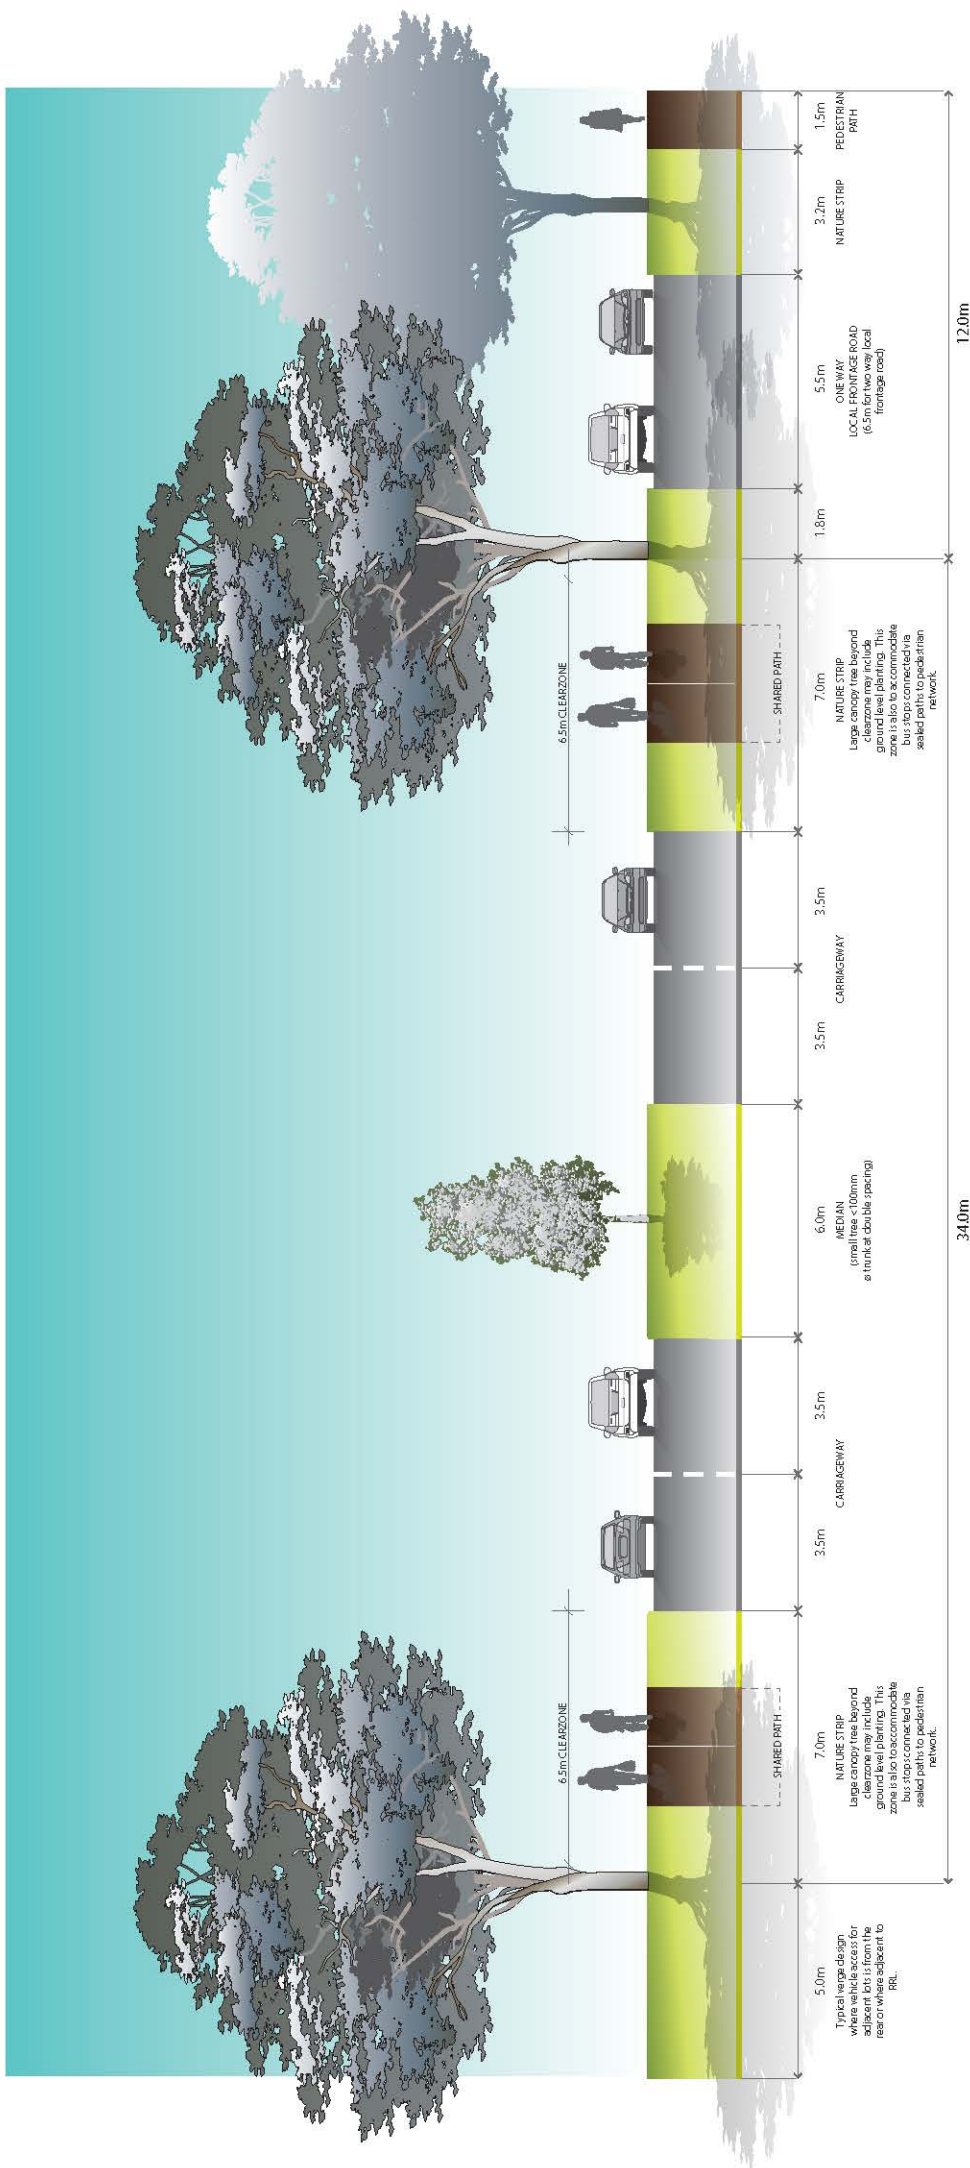 6.5m CLEARZONE
6.5m CLEARZONE
SHARED PATH
SHARED PATH
5.0m
Typical verge design
where vehicle access for
adjacent lots is from the
rear or where adjacent to
RRL.
7.0m
NATURE STRIP
Large canopy tree beyond
clearzone may include
ground level planting. This
zone is also to accommodate
bus stops connected via
sealed paths to pedestrian
network.
3.5m
CARRIAGEWAY
3.5m
6.0m
MEDIAN
(small tree <100mm
ø trunk at double spacing)
3.5m
CARRIAGEWAY
3.5m
7.0m
NATURE STRIP
Large canopy tree beyond
clearzone may include
ground level planting. This
zone is also to accommodate
bus stops connected via
sealed paths to pedestrian
network.
1.8m
5.5m
ONE WAY
LOCAL FRONTAGE ROAD
(6.5m for two way local
frontage road)
3.2m
NATURE STRIP
1.5m
PEDESTRIAN
PATH
34.0m
12.0m